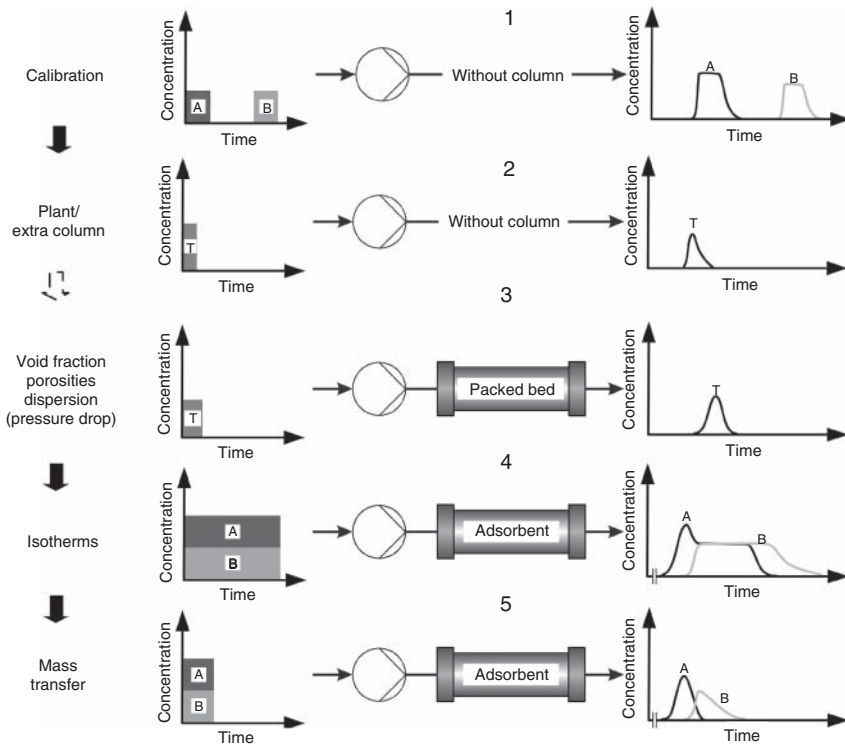 1
Calibration
Concentration
A
B
Time
Without column
Concentration
A
B
Time
2
Plant/
extra column
Concentration
T
Time
Without column
Concentration
T
Time
3
Void fraction
porosities
dispersion
(pressure drop)
Concentration
T
Time
Packed bed
Concentration
T
Time
4
Isotherms
Concentration
A
B
Time
Adsorbent
Concentration
A
B
Time
5
Mass
transfer
Concentration
A
B
Time
Adsorbent
Concentration
A
B
Time